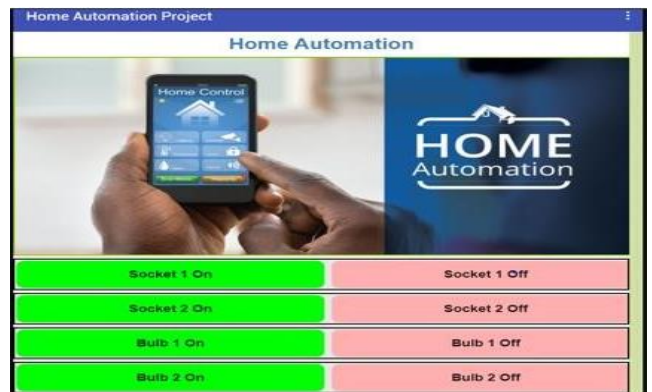 Home Automation Project
Home Automation
Home Control
HOME
Automation
Socket 1 On Socket 1 Off
Socket 2 On Socket 2 Off
Bulb 1 On Bulb 1 Off
Bulb 2 On Bulb 2 Off